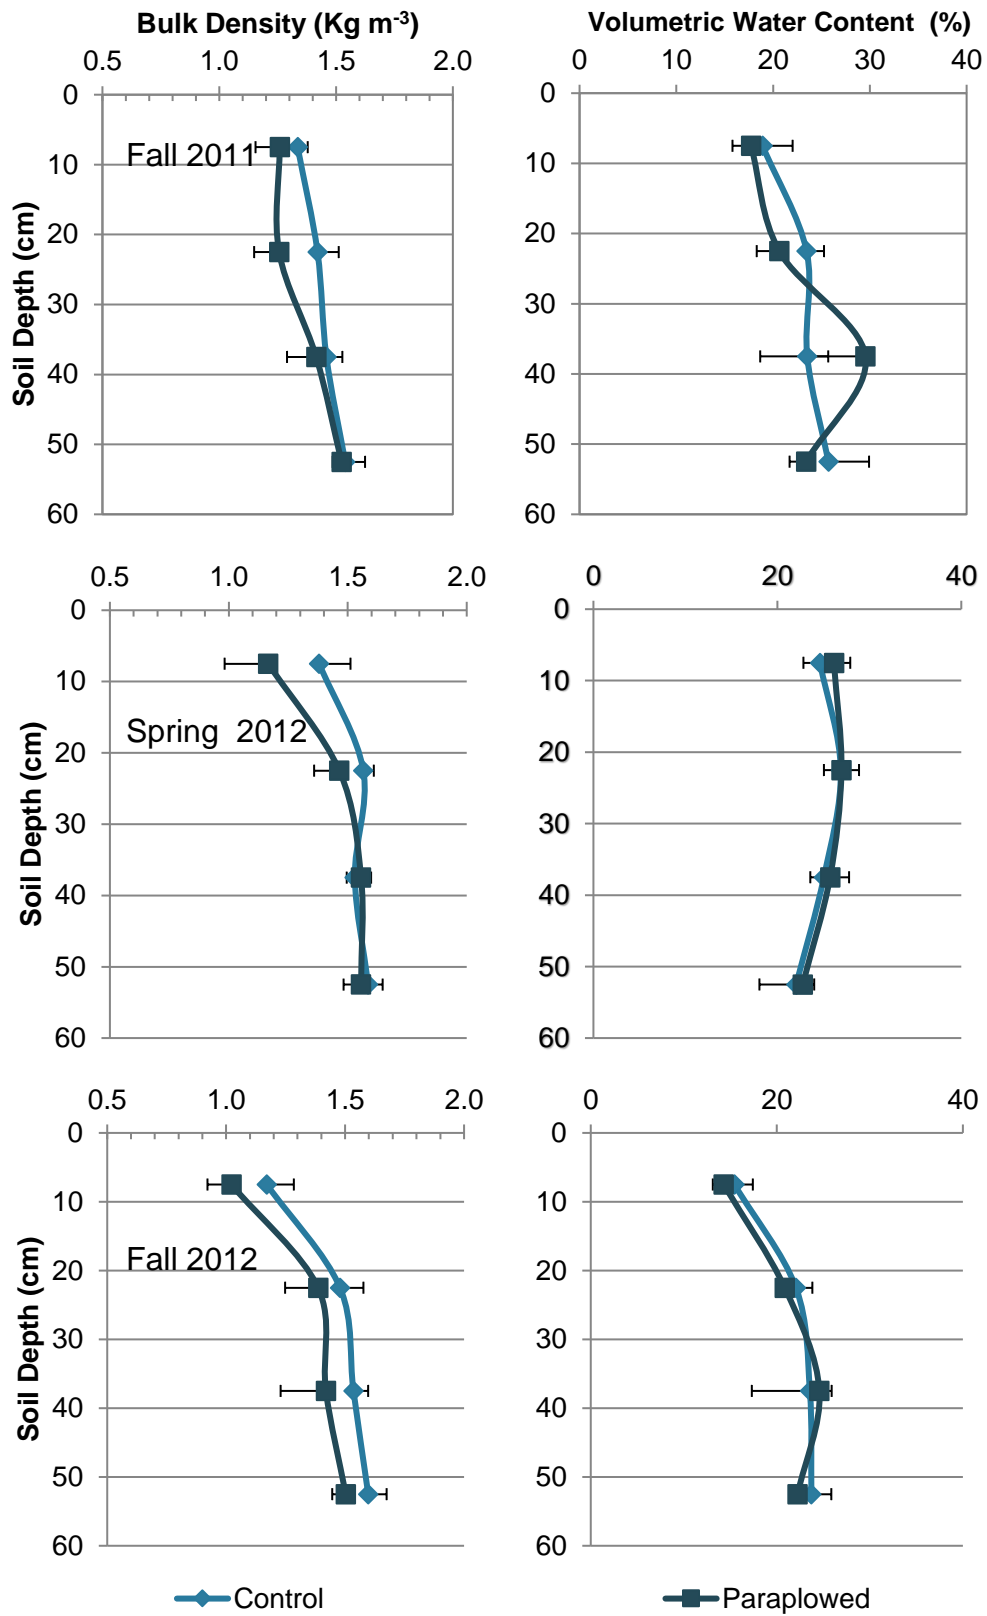 Bulk Density (Kg m-3)
0.5 1.0 1.5 2.0
0
10
20
30
40
50
60
Soil Depth (cm)
Fall 2011
Volumetric Water Content (%)
0 10 20 30 40
0
10
20
30
40
50
60
0.5 1.0 1.5 2.0
0
10
20
30
40
50
60
Soil Depth (cm)
Spring 2012
0 20 40
0
10
20
30
40
50
60
0.5 1.0 1.5 2.0
0
10
20
30
40
50
60
Soil Depth (cm)
Fall 2012
0 20 40
0
10
20
30
40
50
60
Control
Paraplowed